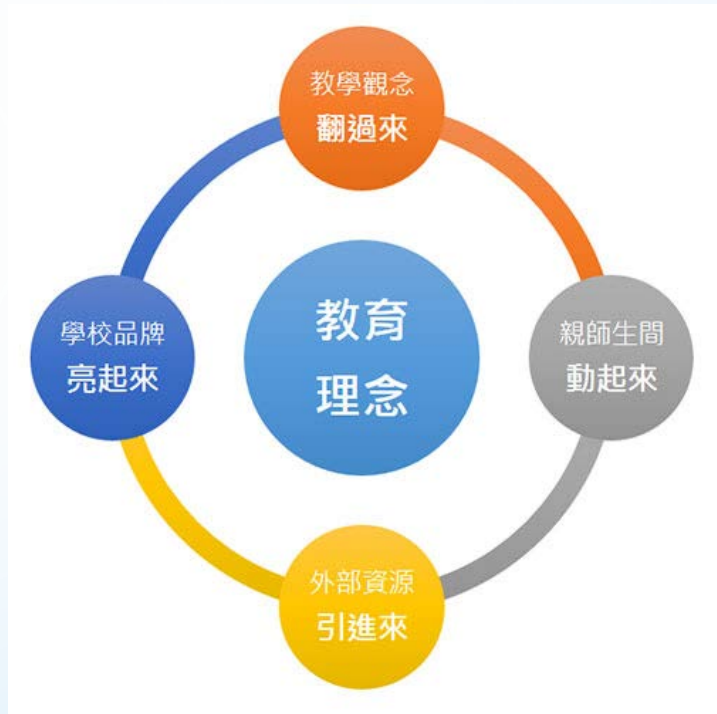 教學觀念
翻過來
教育
理念
學校品牌
亮起來
親師生間
動起來
外部資源
引進來